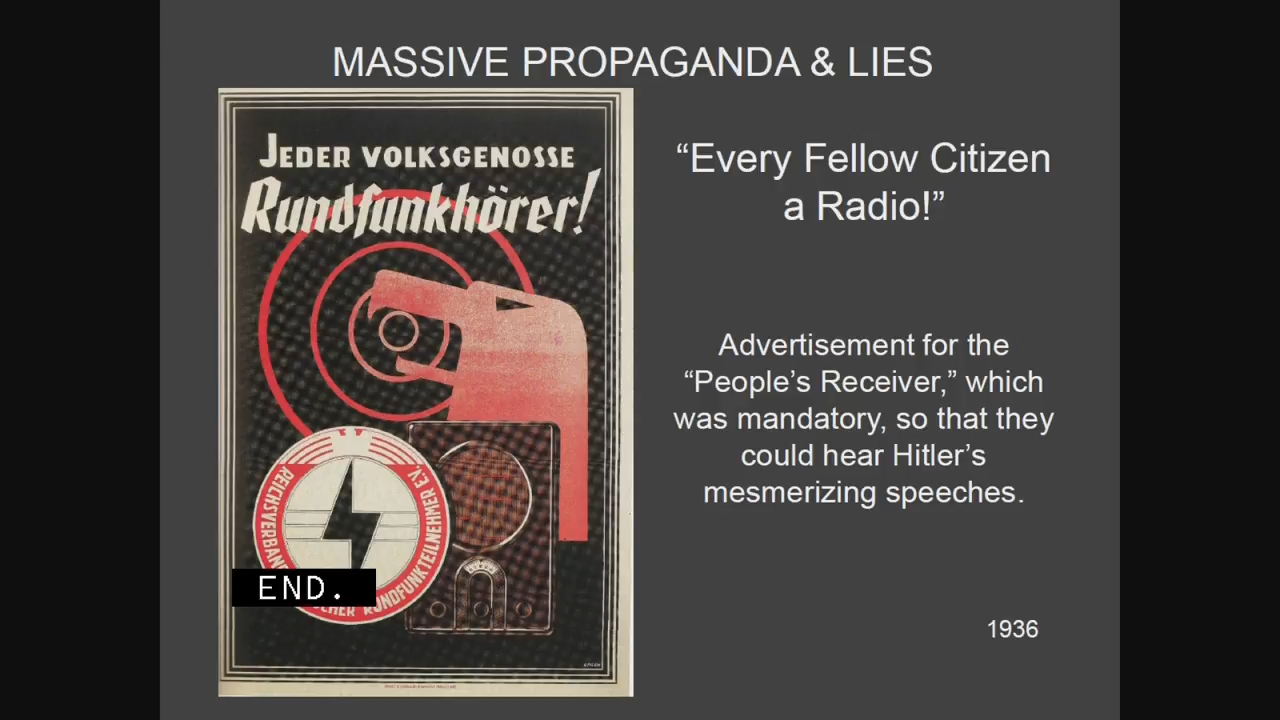 MASSIVE PROPAGANDA & LIES
JEDER VOLKSGENOSSE
Rundfunkhörer!
REICHSVERBAND
RUNDFUNKTEILNEHMER E.V.
END.
“Every Fellow Citizen
a Radio!”
Advertisement for the
“People’s Receiver,” which
was mandatory, so that they
could hear Hitler’s
mesmerizing speeches.
1936